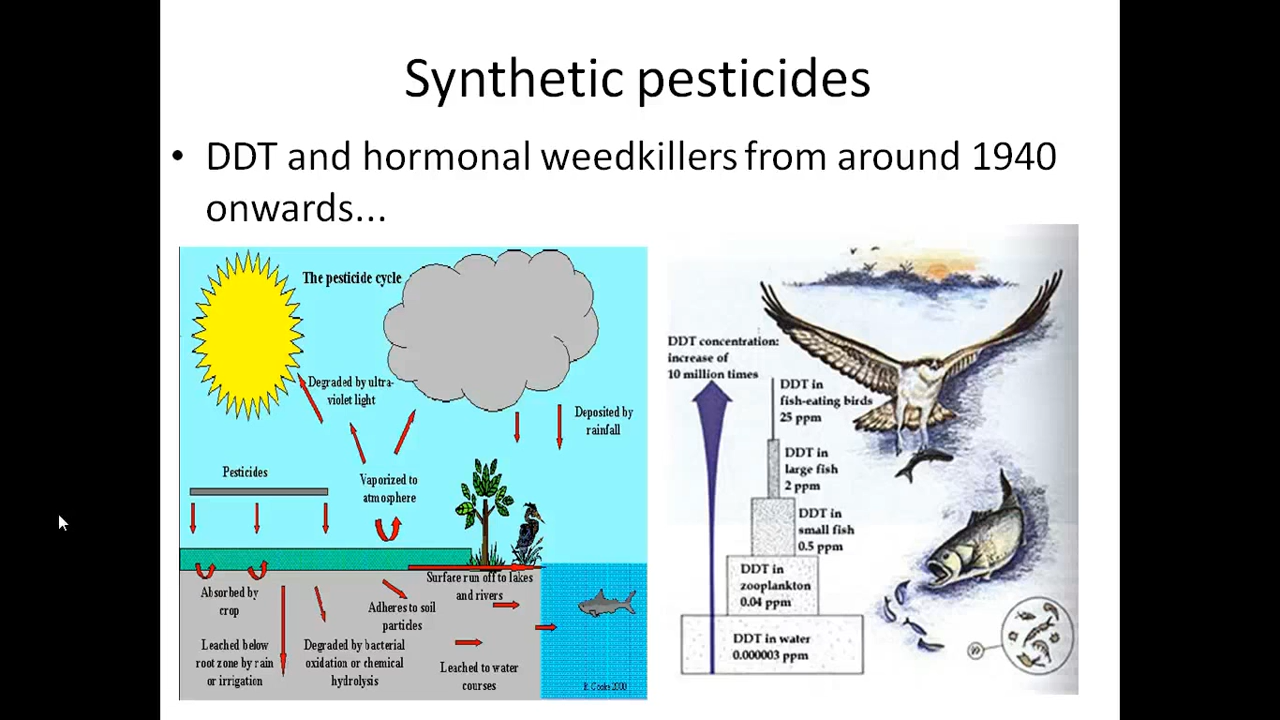 Synthetic pesticides
• DDT and hormonal weedkillers from around 1940
onwards...
The pesticide cycle
Degraded by ultra-
violet light
Deposited by
rainfall
Pesticides
Vaporized to
atmosphere
Absorbed by
crop
Surface run off to lakes
and rivers
Adheres to soil
particles
Leached below
root zone by rain
or irrigation
Degraded by bacterial
oxidation or chemical
hydrolysis
Leached to water
courses
DDT concentration:
increase of
10 million times
DDT in
fish-eating birds
25 ppm
DDT in
large fish
2 ppm
DDT in
small fish
0.5 ppm
DDT in
zooplankton
0.04 ppm
DDT in water
0.000003 ppm